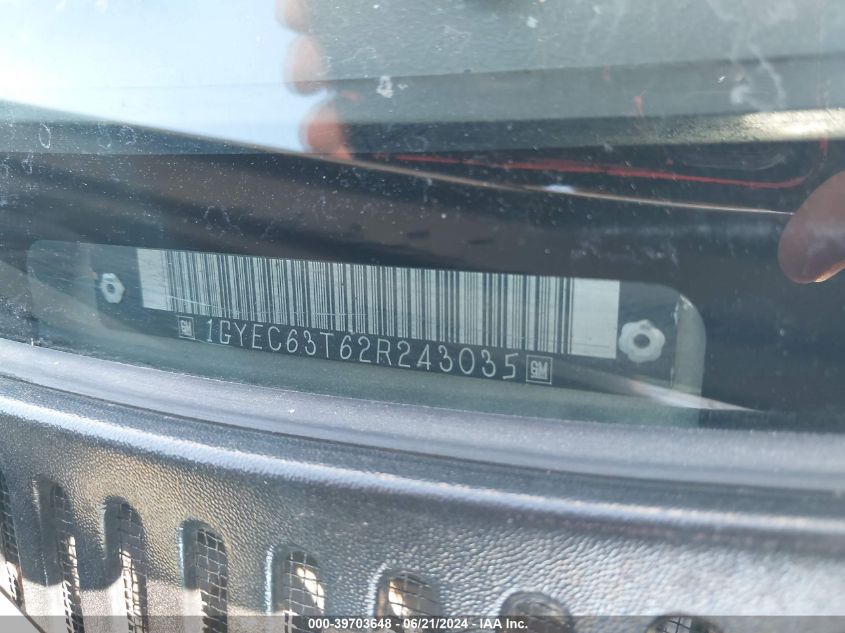 GM 1GYEC63T62R243035 GM
000-39703648 - 06/21/2024 - IAA Inc.